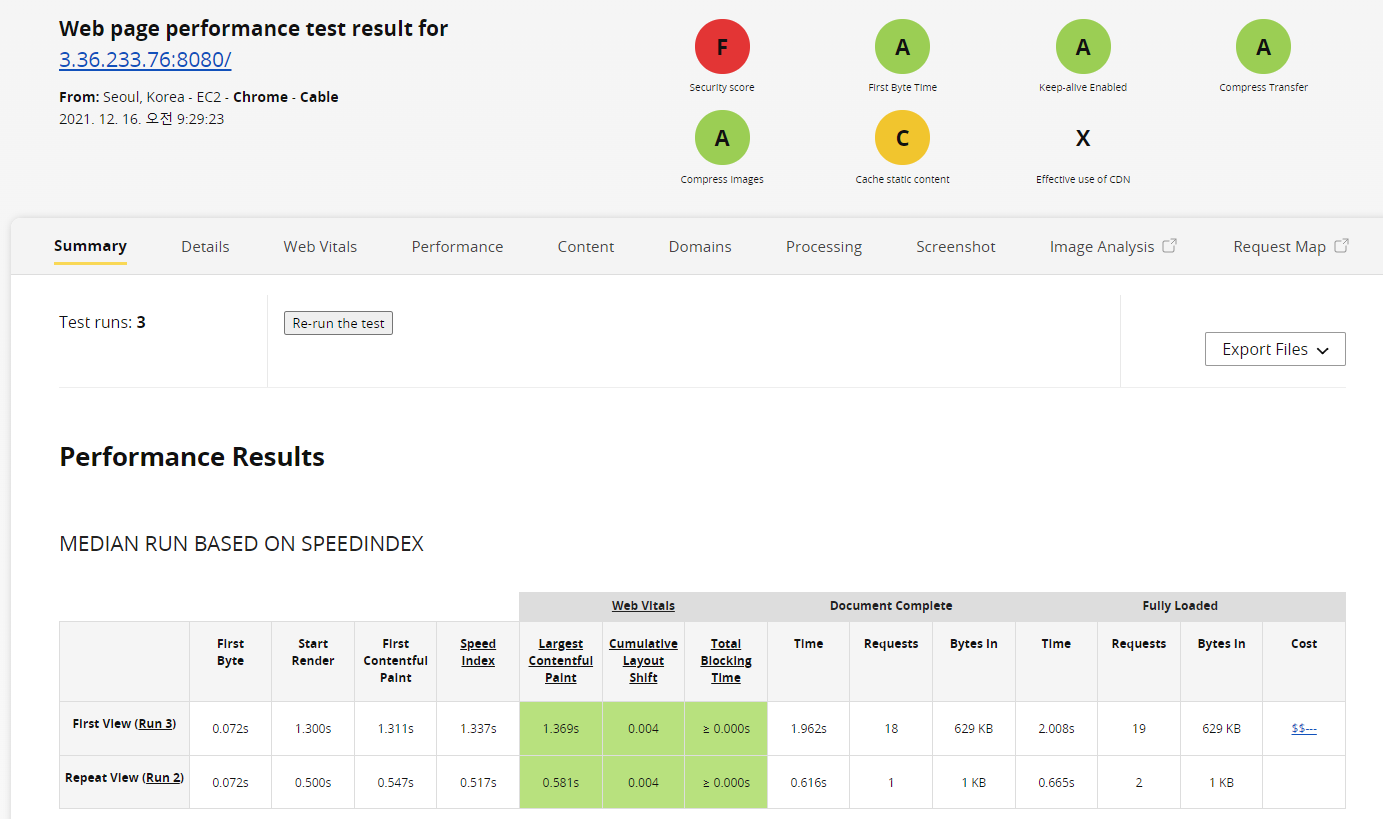 Web page performance test result for
3.36.233.76:8080/
From: Seoul, Korea - EC2 - Chrome - Cable
2021. 12. 16. 오전 9:29:23
F
Security score
A
First Byte Time
A
Keep-alive Enabled
A
Compress Transfer
A
Compress Images
C
Cache static content
X
Effective use of CDN
Summary Details Web Vitals Performance Content Domains Processing Screenshot Image Analysis Request Map
Test runs: 3
Re-run the test
Export Files
Performance Results
MEDIAN RUN BASED ON SPEEDINDEX
Web Vitals Document Complete Fully Loaded
First Byte Start Render First Contentful Paint Speed Index Largest Contentful Paint Cumulative Layout Shift Total Blocking Time Time Requests Bytes In Time Requests Bytes In Cost
First View (Run 3) 0.072s 1.300s 1.311s 1.337s 1.369s 0.004 ≥ 0.000s 1.962s 18 629 KB 2.008s 19 629 KB $$---
Repeat View (Run 2) 0.072s 0.500s 0.547s 0.517s 0.581s 0.004 ≥ 0.000s 0.616s 1 1 KB 0.665s 2 1 KB